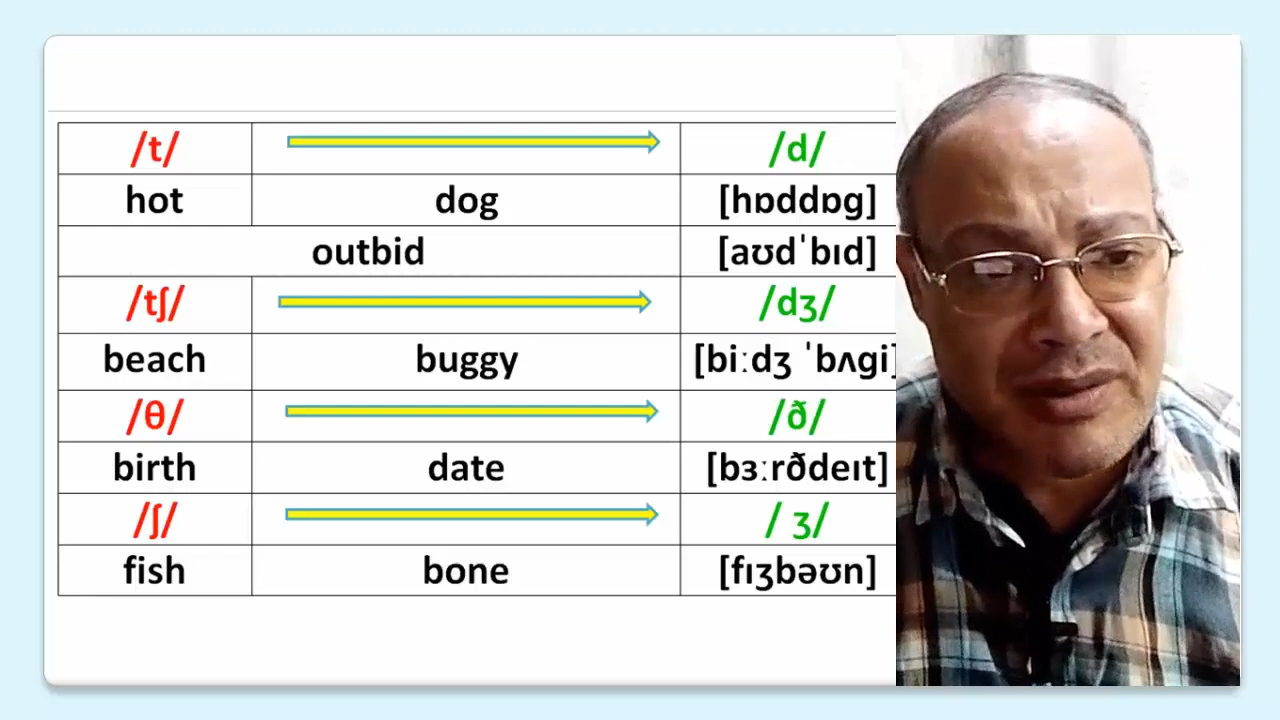 /t/ /d/
hot dog [hɒddɒg]
outbid [aʊdˈbɪd]
/tʃ/ /dʒ/
beach buggy [biːdʒ ˈbʌgi]
/θ/ /ð/
birth date [bɜːrðdeɪt]
/ʃ/ / ʒ/
fish bone [fɪʒbəʊn]